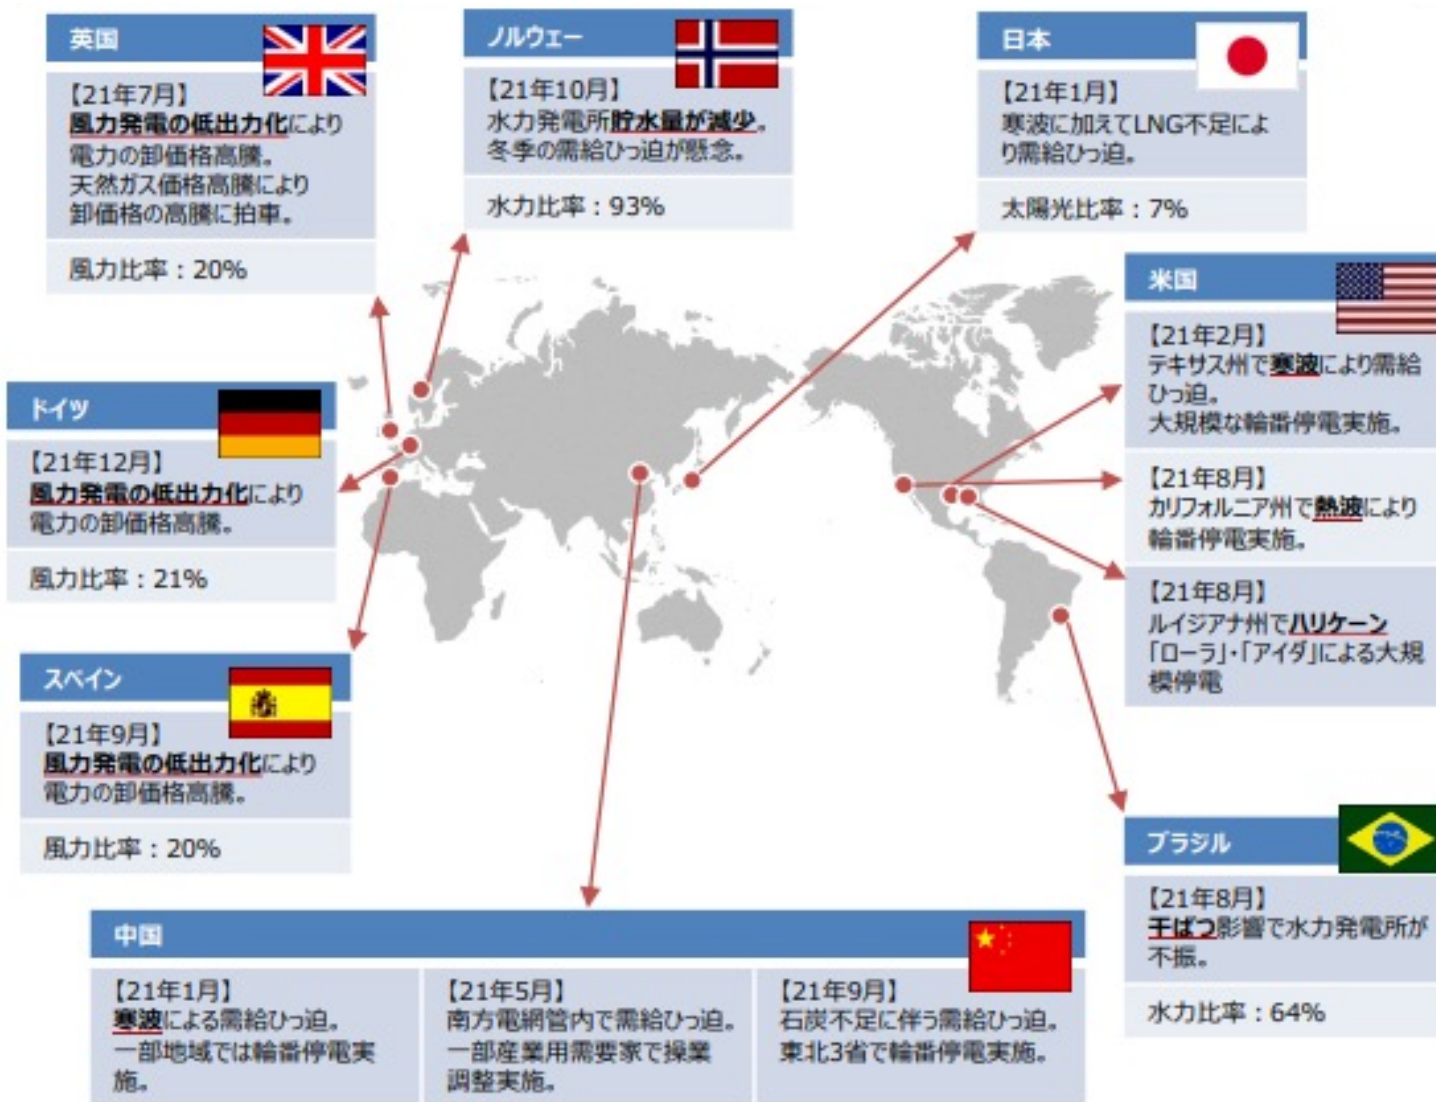 英国
【21年7月】
風力発電の低出力化により
電力の卸価格高騰。
天然ガス価格高騰により
卸価格の高騰に拍車。
風力比率：20%
ノルウェー
【21年10月】
水力発電所貯水量が減少。
冬季の需給ひっ迫が懸念。
水力比率：93%
日本
【21年1月】
寒波に加えてLNG不足によ
り需給ひっ迫。
太陽光比率：7%
米国
【21年2月】
テキサス州で寒波により需給
ひっ迫。
大規模な輪番停電実施。
【21年8月】
カリフォルニア州で熱波により
輪番停電実施。
【21年8月】
ルイジアナ州でハリケーン
「ローラ」・「アイダ」による大規
模停電
ドイツ
【21年12月】
風力発電の低出力化により
電力の卸価格高騰。
風力比率：21%
スペイン
【21年9月】
風力発電の低出力化により
電力の卸価格高騰。
風力比率：20%
ブラジル
【21年8月】
干ばつ影響で水力発電所が
不振。
水力比率：64%
中国
【21年1月】
寒波による需給ひっ迫。
一部地域では輪番停電実
施。
【21年5月】
南方電網管内で需給ひっ迫。
一部産業用需要家で操業
調整実施。
【21年9月】
石炭不足に伴う需給ひっ迫。
東北3省で輪番停電実施。